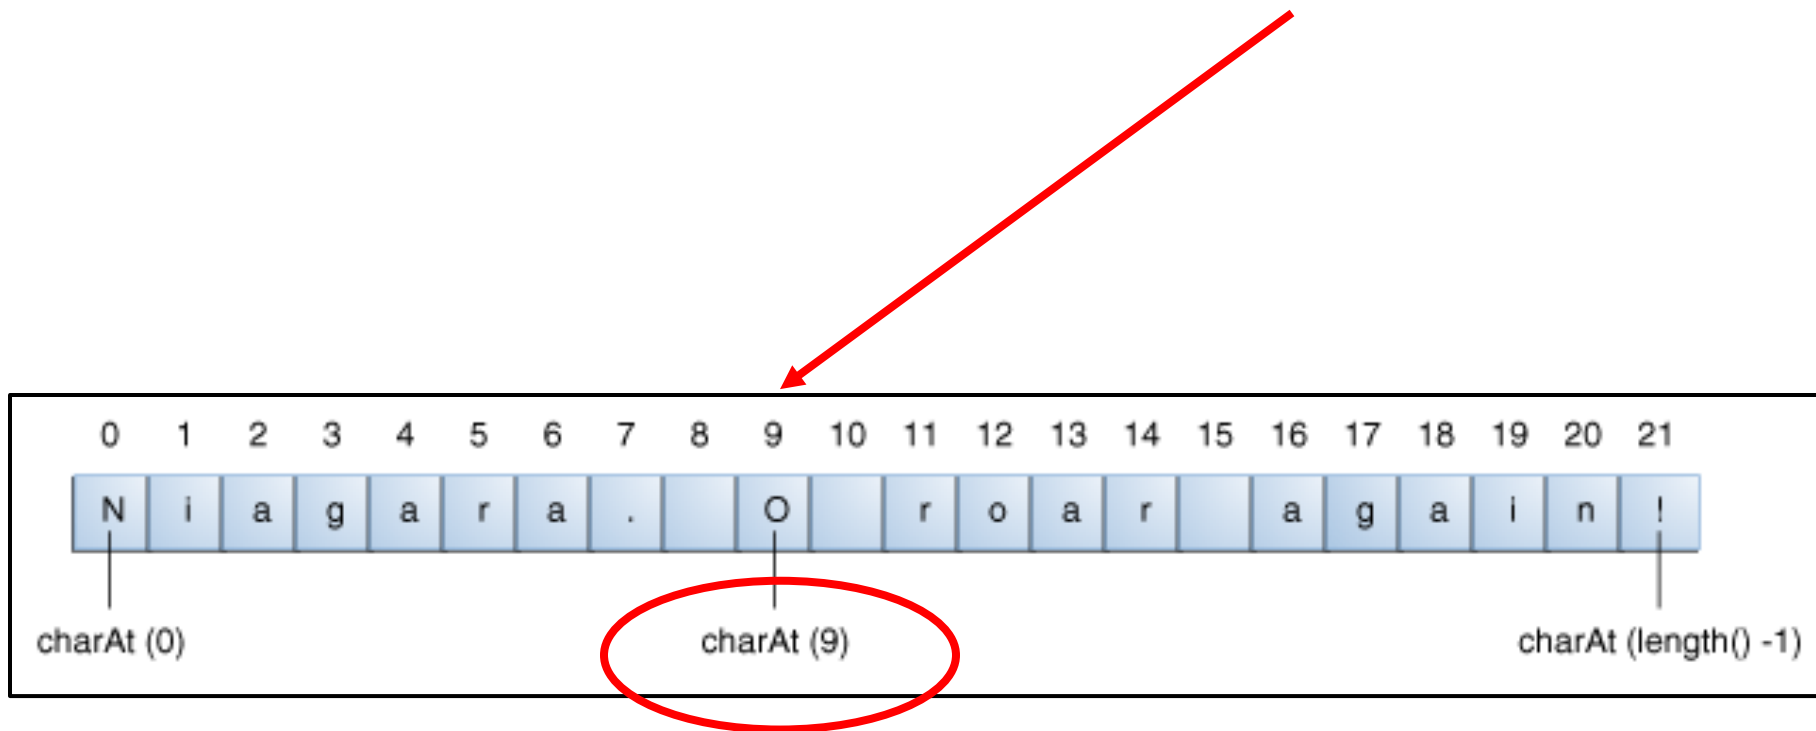 0 1 2 3 4 5 6 7 8 9 10 11 12 13 14 15 16 17 18 19 20 21
N i a g a r a . O r o a r a g a i n !
charAt (0) charAt (9) charAt (length() -1)